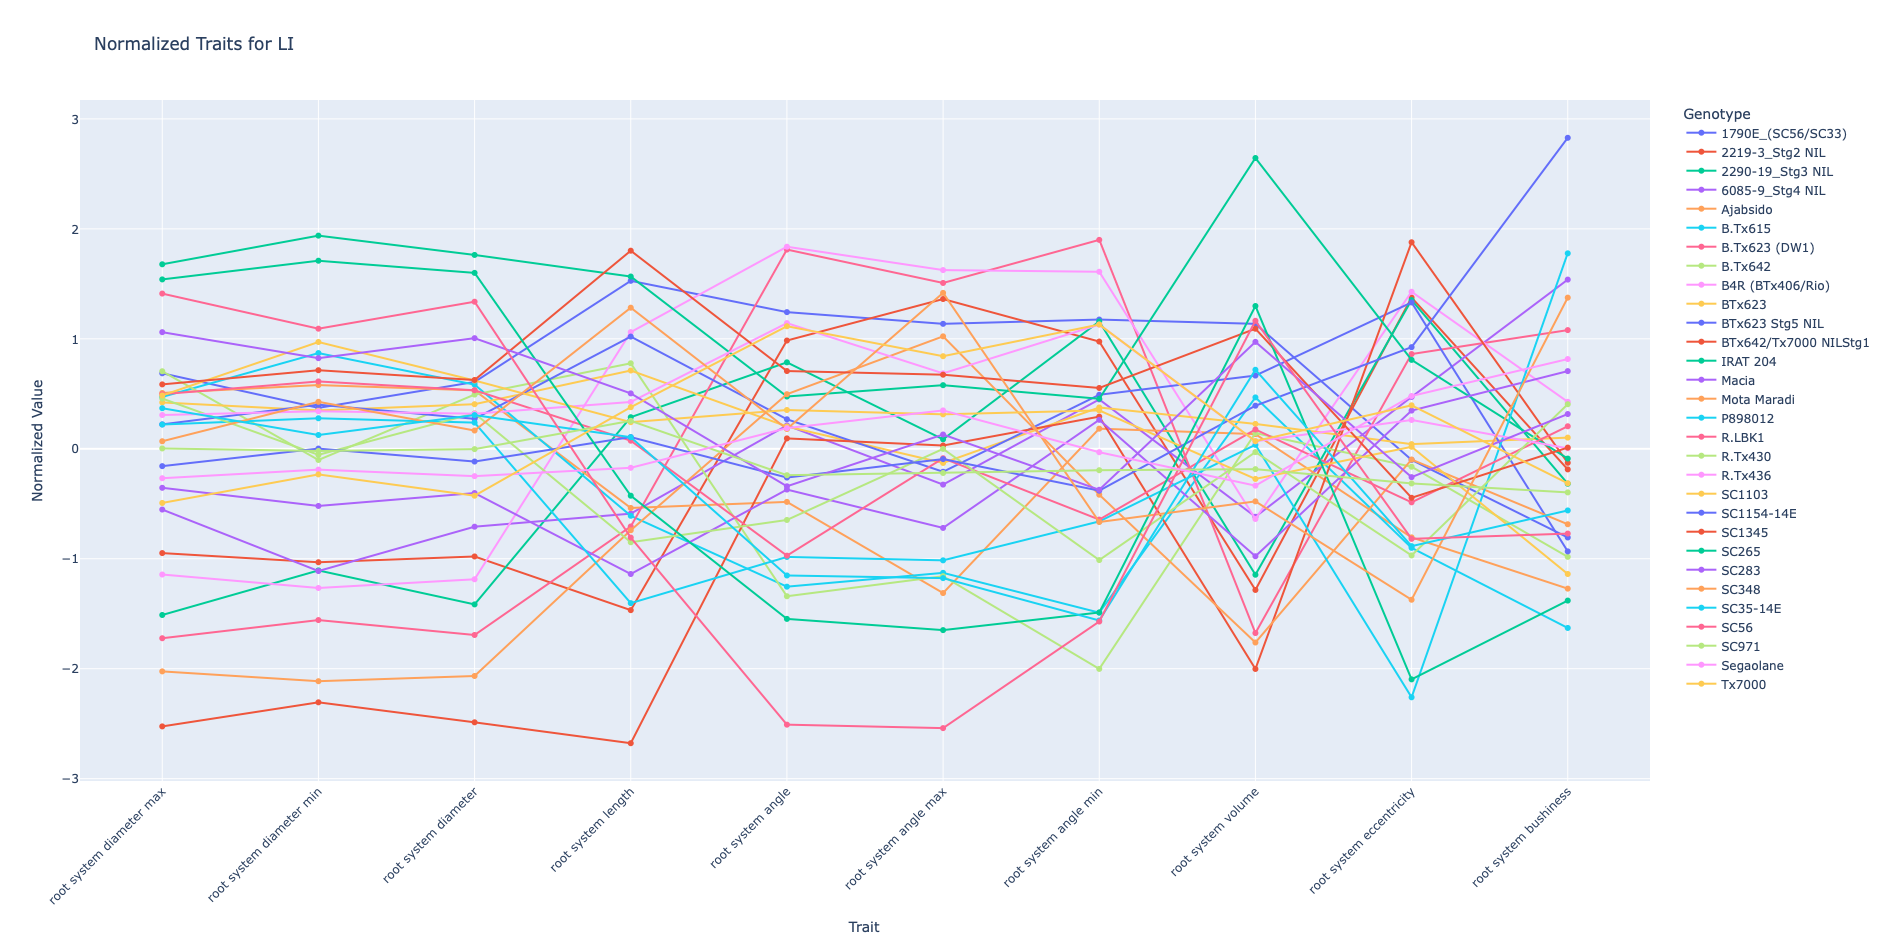 Normalized Traits for LI
Normalized Value
3
2
1
0
−1
−2
−3
root system diameter max
root system diameter min
root system diameter
root system length
root system angle
root system angle max
root system angle min
root system volume
root system eccentricity
root system bushiness
Trait
Genotype
1790E_(SC56/SC33)
2219-3_Stg2 NIL
2290-19_Stg3 NIL
6085-9_Stg4 NIL
Ajabsido
B.Tx615
B.Tx623 (DW1)
B.Tx642
B4R (BTx406/Rio)
BTx623
BTx623 Stg5 NIL
BTx642/Tx7000 NILStg1
IRAT 204
Macia
Mota Maradi
P898012
R.LBK1
R.Tx430
R.Tx436
SC1103
SC1154-14E
SC1345
SC265
SC283
SC348
SC35-14E
SC56
SC971
Segaolane
Tx7000